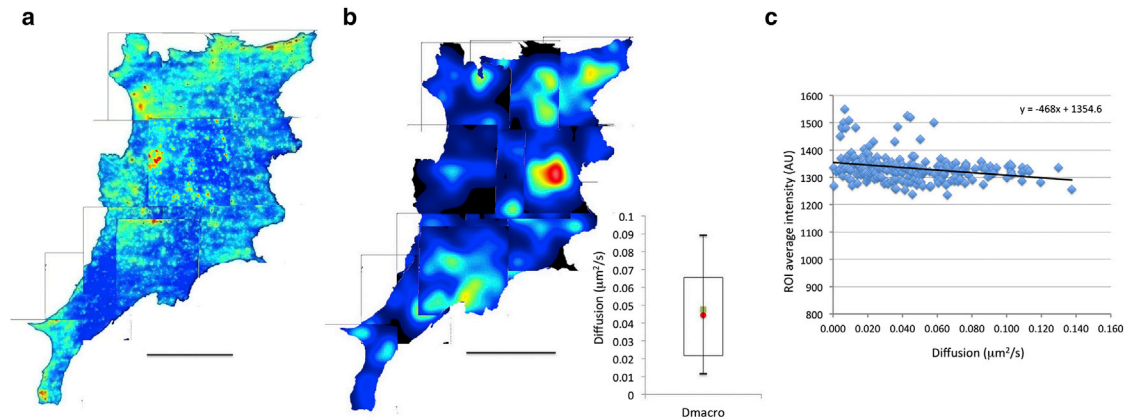 a
b
c
0.1
0.09
0.08
0.07
0.06
0.05
0.04
0.03
0.02
0.01
0
Diffusion (μm²/s)
Dmacro
y = -468x + 1354.6
1600
1500
1400
1300
1200
1100
1000
900
800
ROI average intensity (AU)
0.000 0.020 0.040 0.060 0.080 0.100 0.120 0.140 0.160
Diffusion (μm²/s)